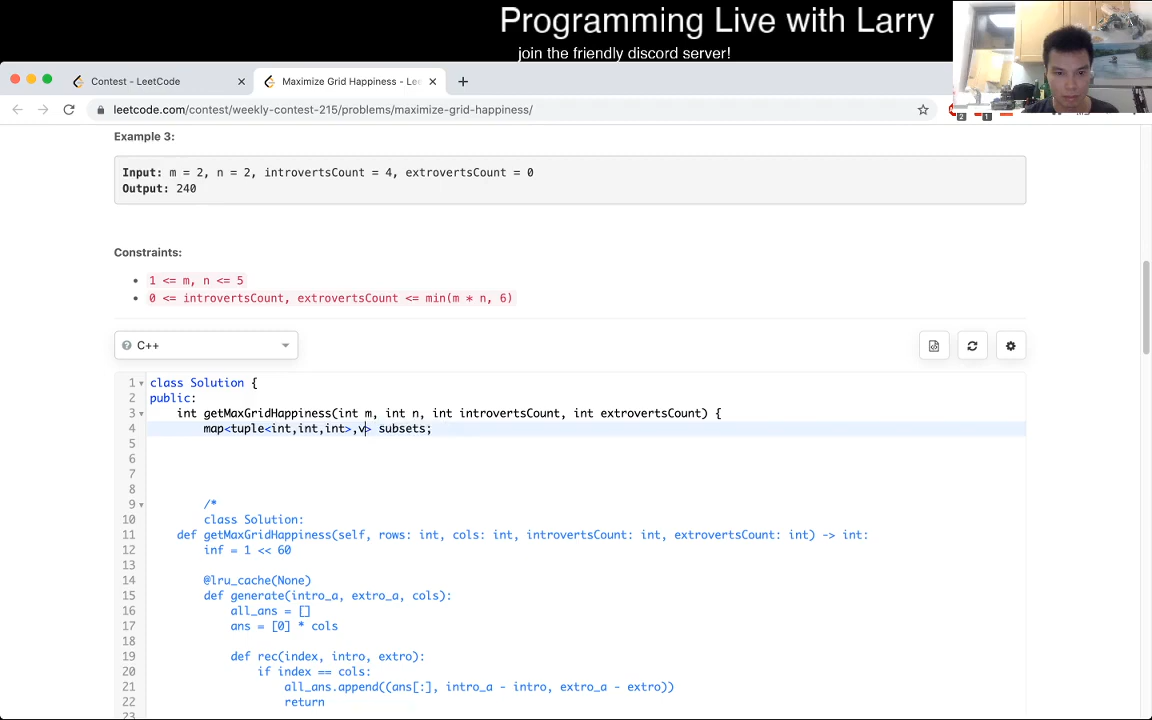 Programming Live with Larry
join the friendly discord server!
Contest - LeetCode
Maximize Grid Happiness - Lee
leetcode.com/contest/weekly-contest-215/problems/maximize-grid-happiness/
2
1
Example 3:
Input: m = 2, n = 2, introvertsCount = 4, extrovertsCount = 0
Output: 240
Constraints:
1 <= m, n <= 5
0 <= introvertsCount, extrovertsCount <= min(m * n, 6)
C++
1 class Solution {
2 public:
3 int getMaxGridHappiness(int m, int n, int introvertsCount, int extrovertsCount) {
4 map<tuple<int,int,int>,v> subsets;
5
6
7
8
9 /*
10 class Solution:
11 def getMaxGridHappiness(self, rows: int, cols: int, introvertsCount: int, extrovertsCount: int) -> int:
12 inf = 1 << 60
13
14 @lru_cache(None)
15 def generate(intro_a, extro_a, cols):
16 all_ans = []
17 ans = [0] * cols
18
19 def rec(index, intro, extro):
20 if index == cols:
21 all_ans.append((ans[:], intro_a - intro, extro_a - extro))
22 return
23